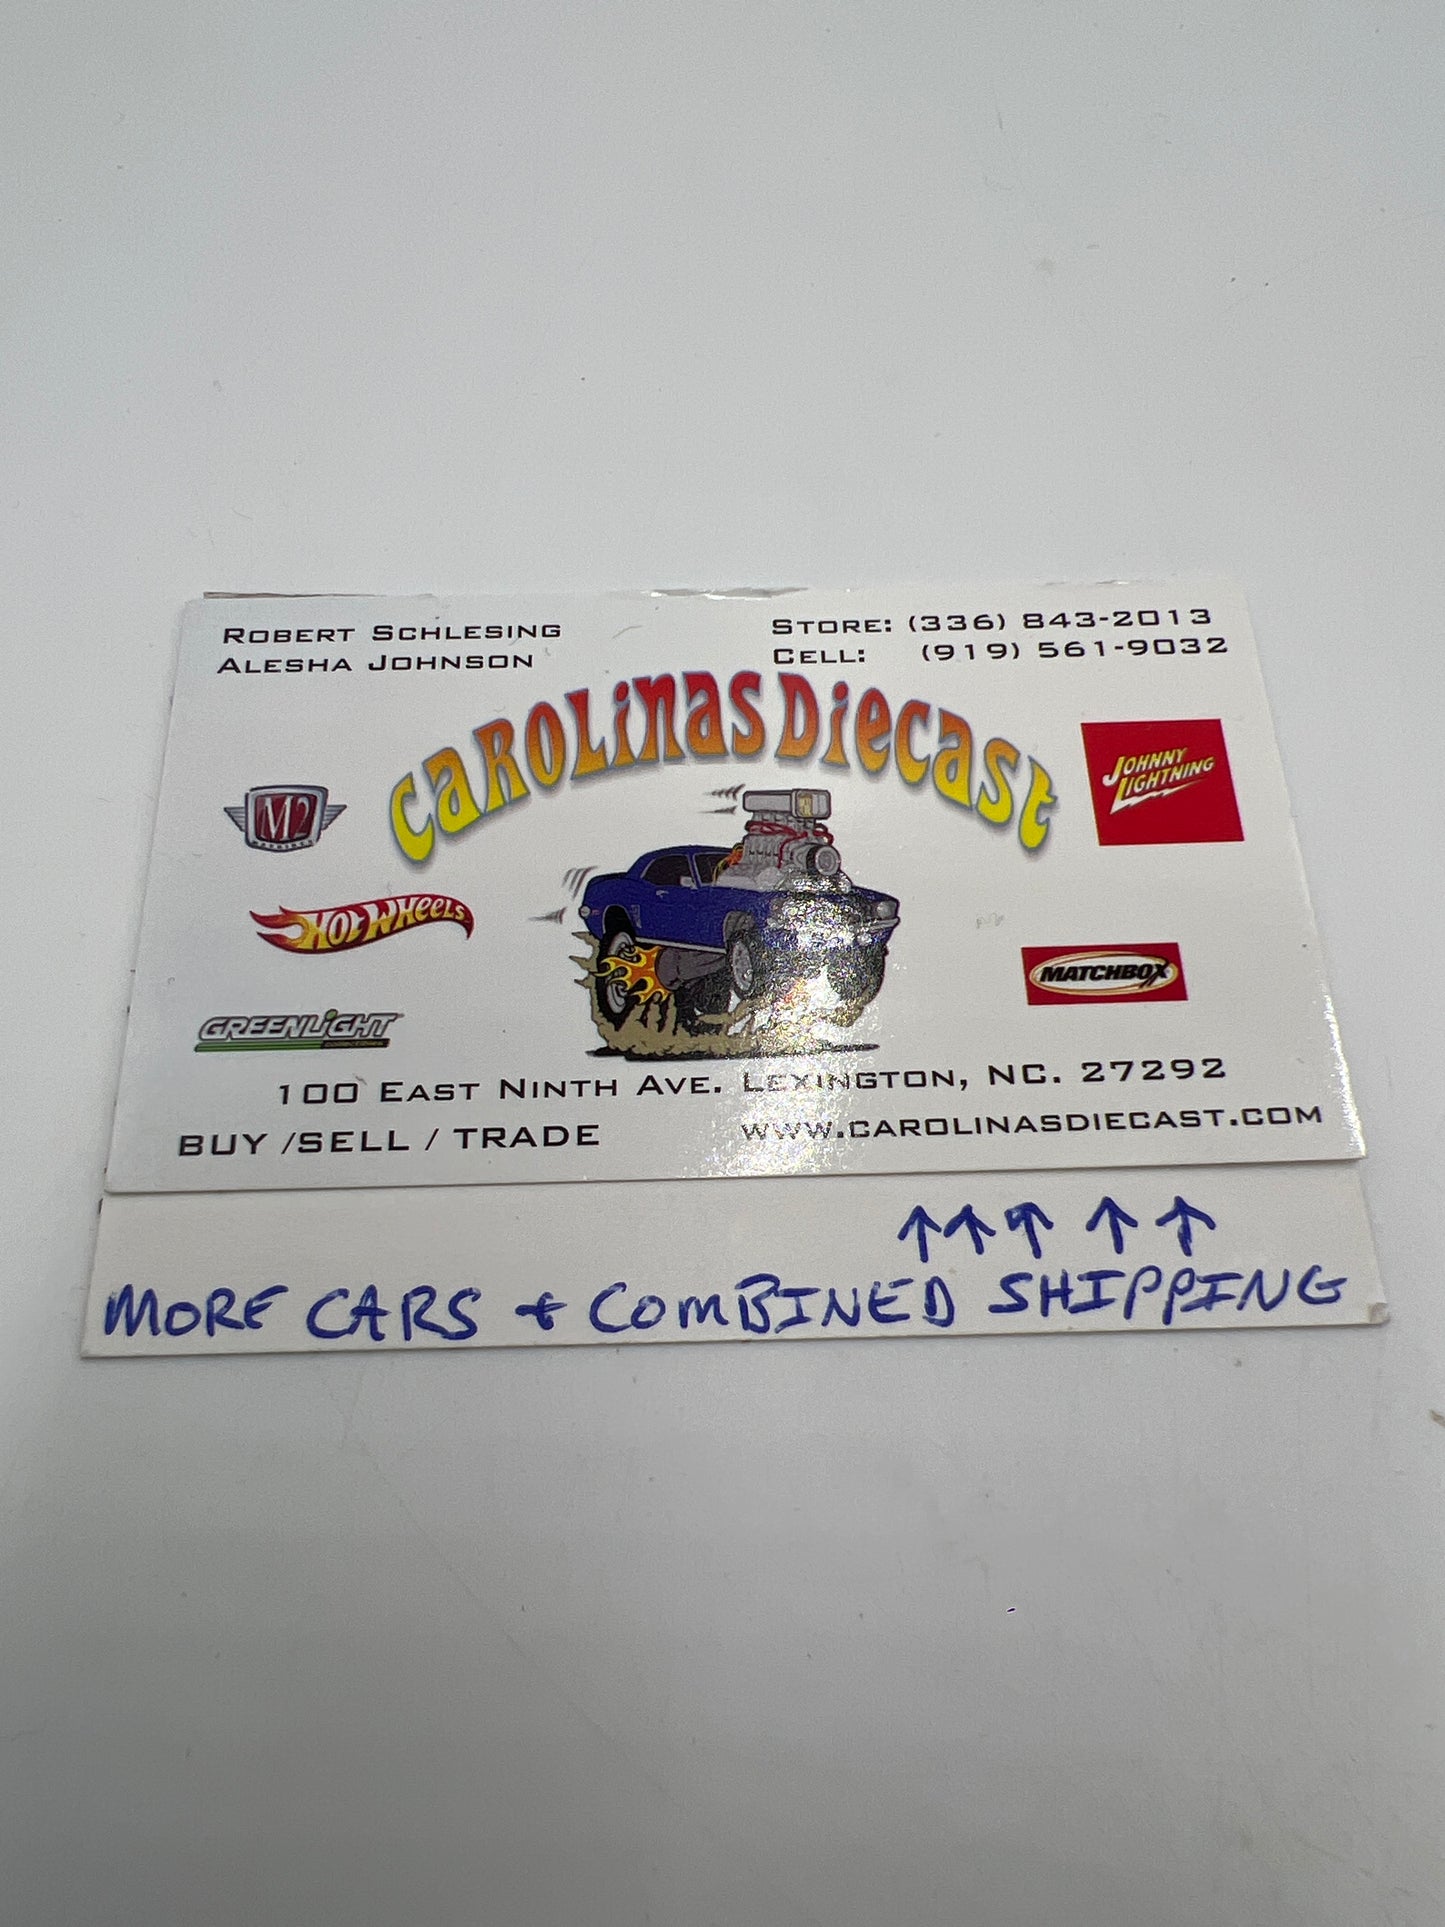 Robert Schlesing
Alesha Johnson
Store: (336) 843-2013
Cell: (919) 561-9032
Carolinas Diecast
M2
MACHINES
JOHNNY
LIGHTNING
HOT WHEELS
MATCHBOX
GREENLIGHT
100 East Ninth Ave. Lexington, NC. 27292
BUY /SELL / TRADE
www.carolinasdiecast.com
↑ ↑ ↑ ↑ ↑
MORE CARS + COMBINED SHIPPING